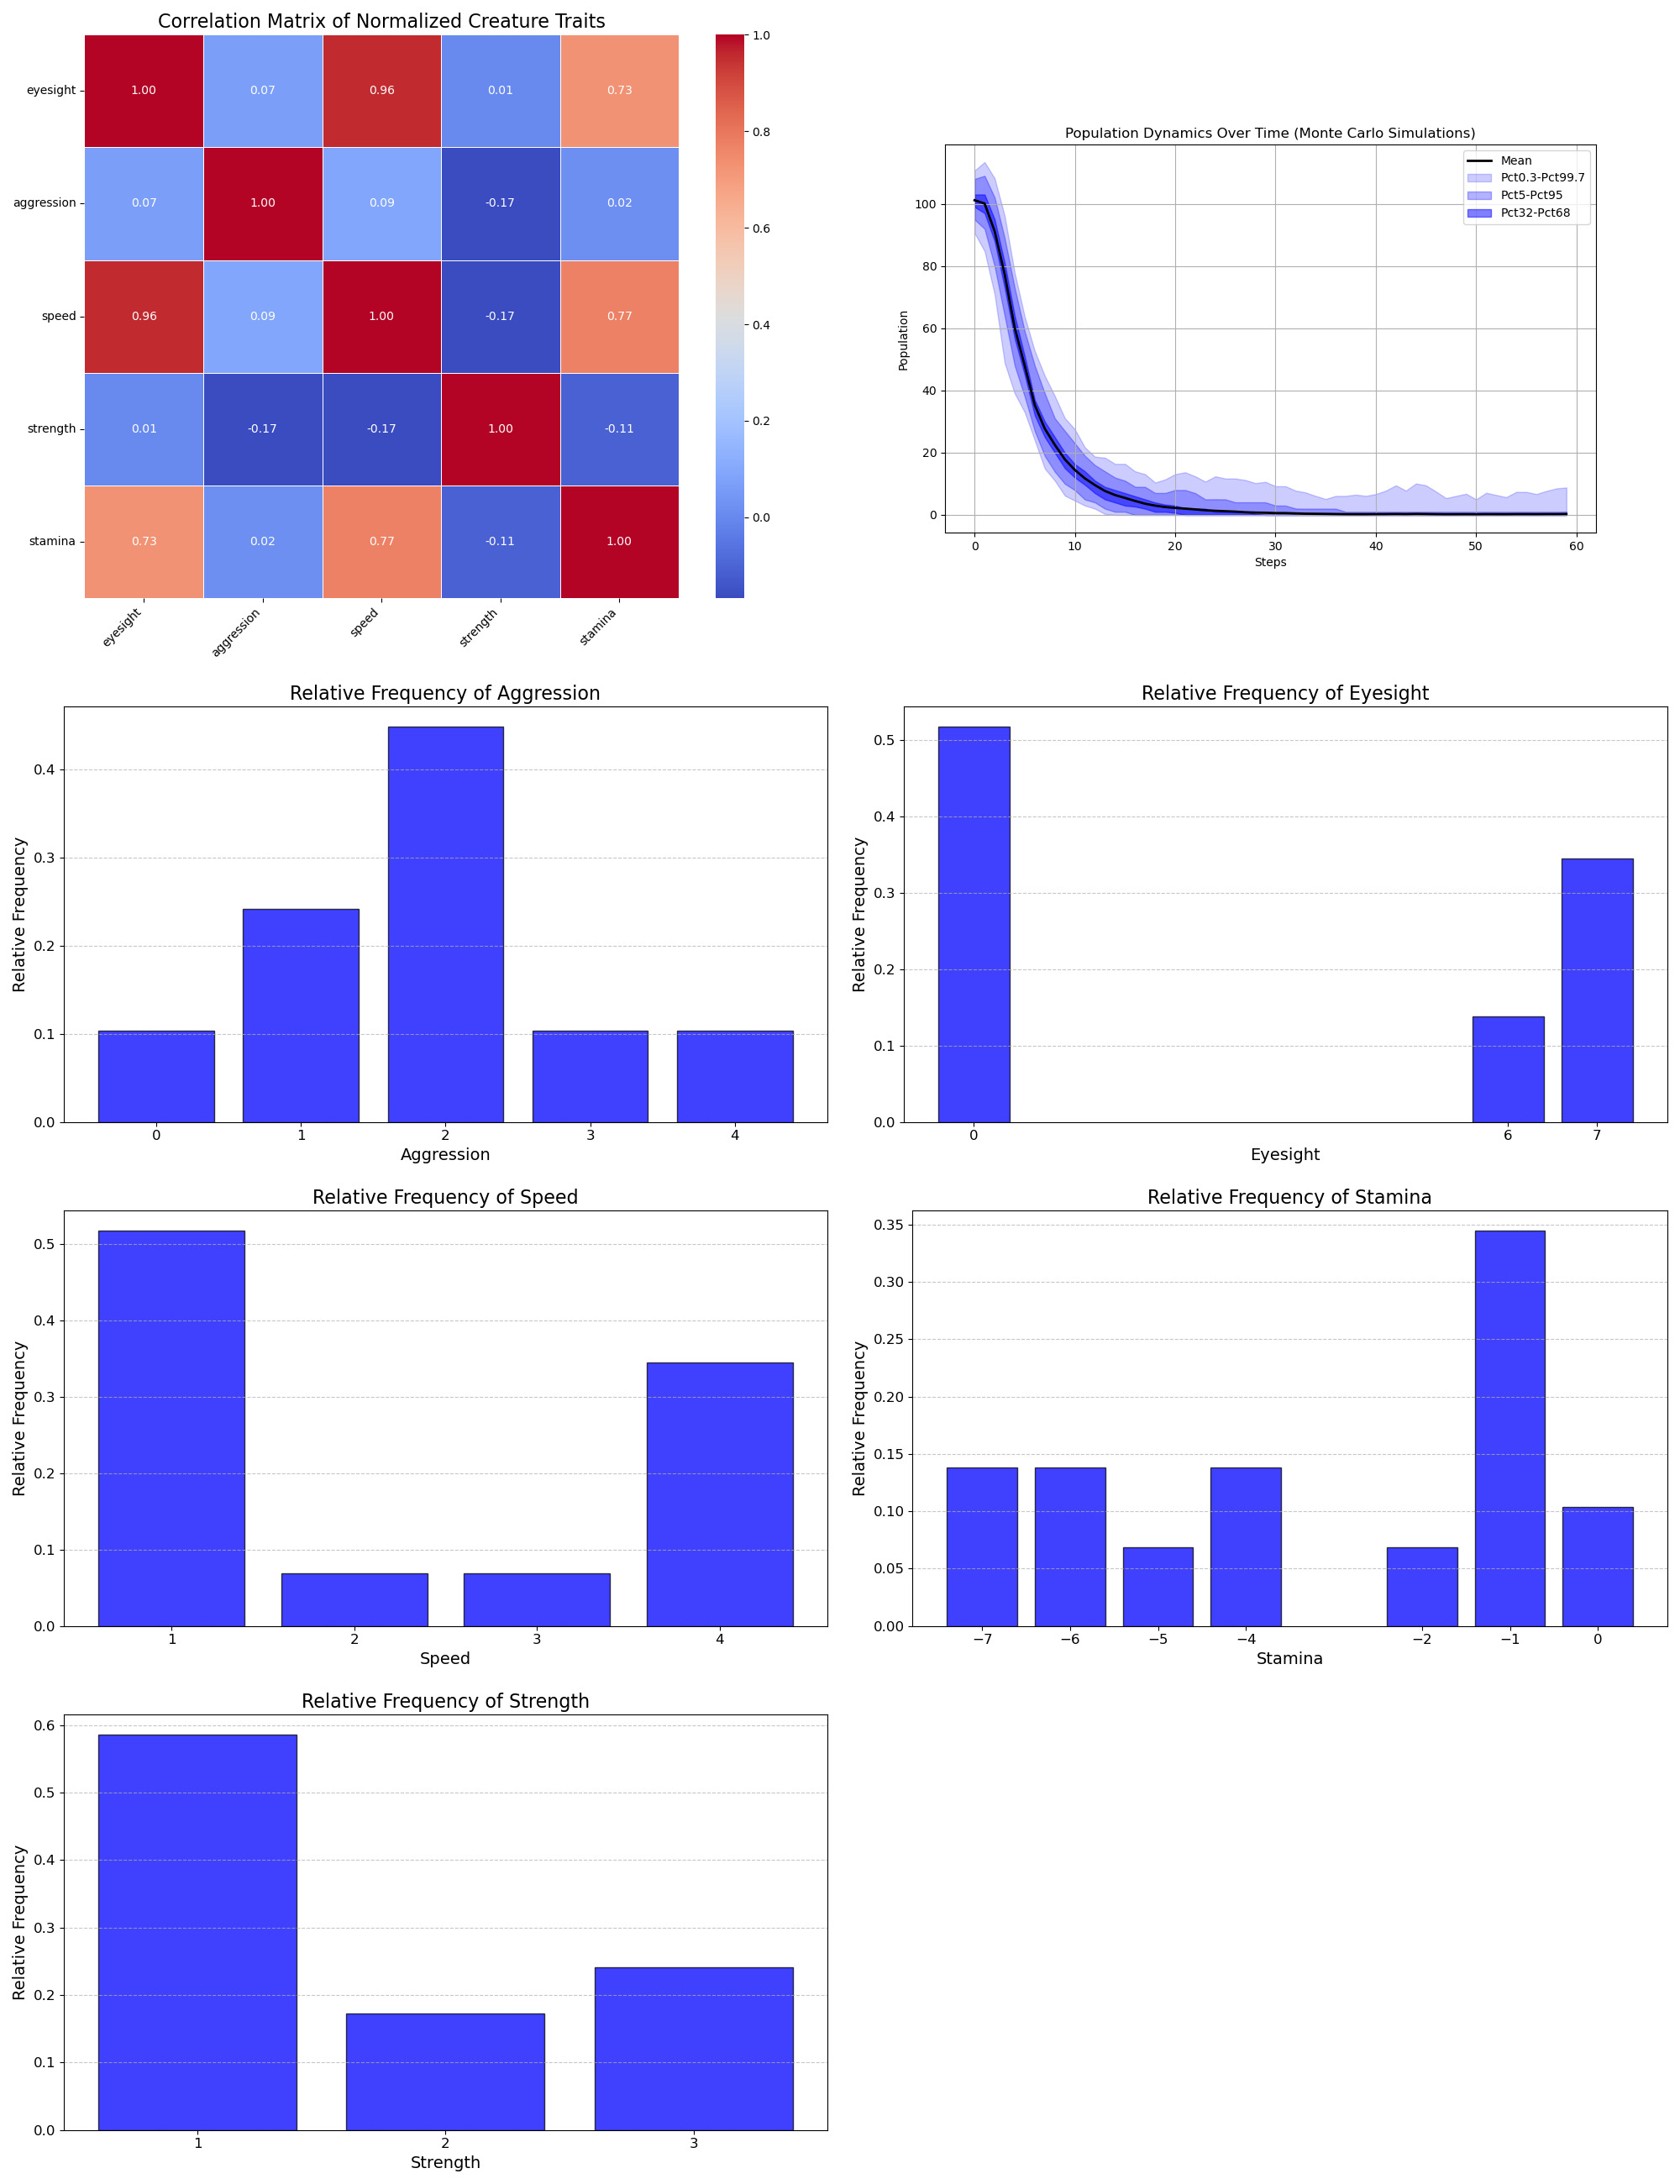 Correlation Matrix of Normalized Creature Traits
eyesight 1.00 0.07 0.96 0.01 0.73
aggression 0.07 1.00 0.09 -0.17 0.02
speed 0.96 0.09 1.00 -0.17 0.77
strength 0.01 -0.17 -0.17 1.00 -0.11
stamina 0.73 0.02 0.77 -0.11 1.00
eyesight aggression speed strength stamina
1.0
0.8
0.6
0.4
0.2
0.0
Population Dynamics Over Time (Monte Carlo Simulations)
Mean
Pct0.3-Pct99.7
Pct5-Pct95
Pct32-Pct68
Population
100
80
60
40
20
0
0 10 20 30 40 50 60
Steps
Relative Frequency of Aggression
Relative Frequency
0.4
0.3
0.2
0.1
0.0
0 1 2 3 4
Aggression
Relative Frequency of Eyesight
Relative Frequency
0.5
0.4
0.3
0.2
0.1
0.0
0 6 7
Eyesight
Relative Frequency of Speed
Relative Frequency
0.5
0.4
0.3
0.2
0.1
0.0
1 2 3 4
Speed
Relative Frequency of Stamina
Relative Frequency
0.35
0.30
0.25
0.20
0.15
0.10
0.05
0.00
−7 −6 −5 −4 −2 −1 0
Stamina
Relative Frequency of Strength
Relative Frequency
0.6
0.5
0.4
0.3
0.2
0.1
0.0
1 2 3
Strength